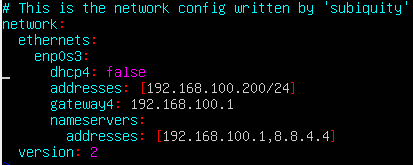 # This is the network config written by 'subiquity'
network:
  ethernets:
    enp0s3:
      dhcp4: false
      addresses: [192.168.100.200/24]
      gateway4: 192.168.100.1
      nameservers:
        addresses: [192.168.100.1,8.8.4.4]
  version: 2